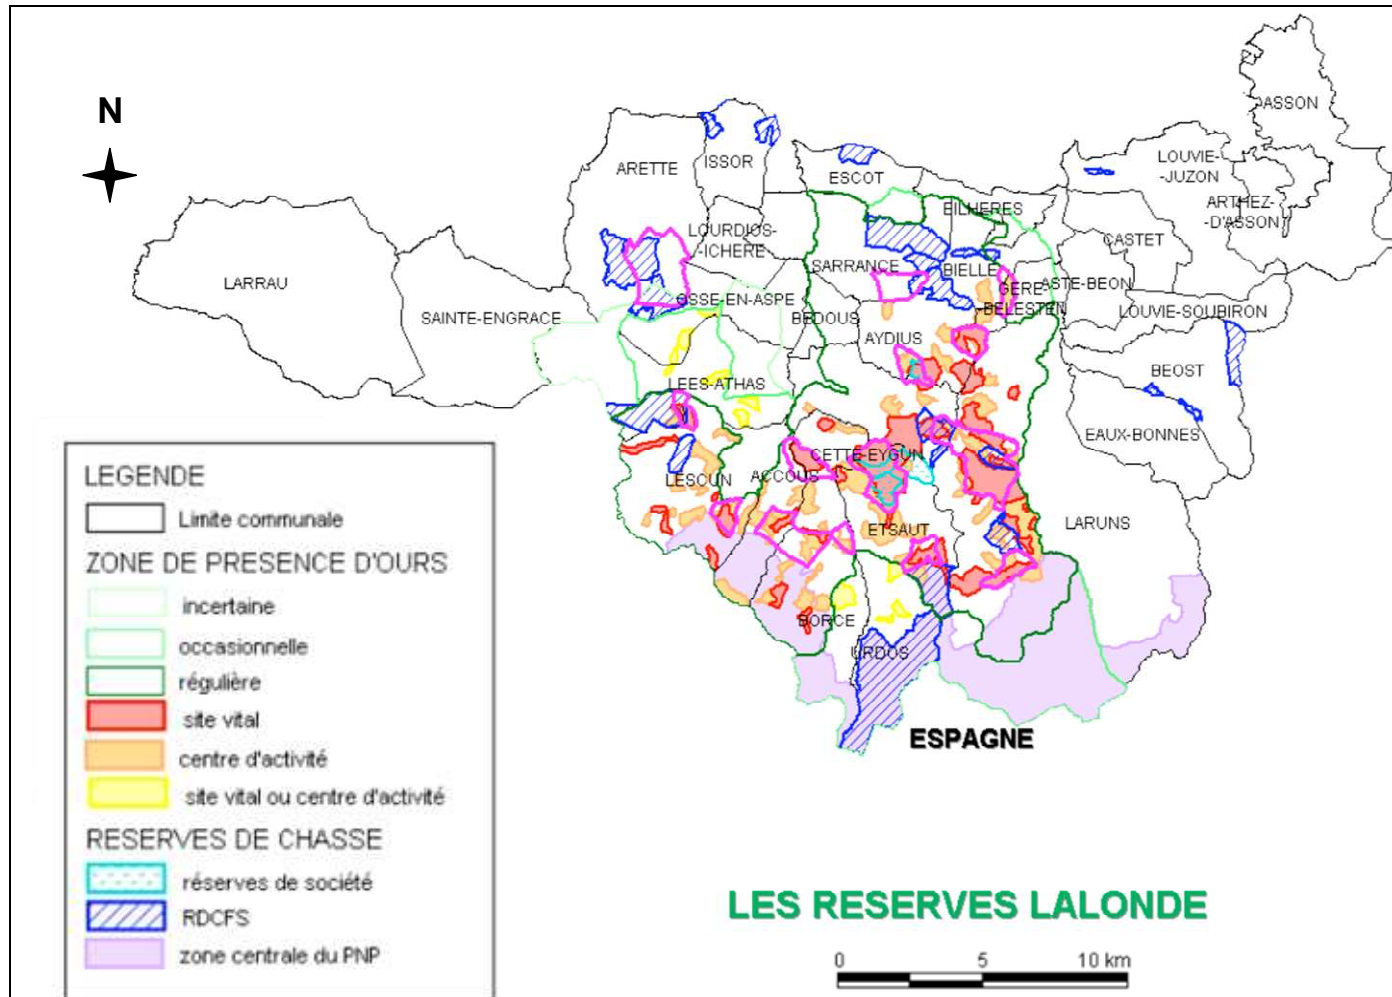 N
ASSON
ARETTE
ISSOR
ESCOT
LOUVIE-
-JUZON
ARTHEZ-
-D'ASSON
BILHERES
LOURDIOS-
-ICHERE
CASTET
SARRANCE
BIELLE
LARRAU
GERE-
-BELESTEN
ASTE-BEON
OSSE-EN-ASPE
SAINTE-ENGRACE
BEDOUS
LOUVIE-SOUBIRON
AYDIUS
BEOST
LEES-ATHAS
EAUX-BONNES
CETTE-EYGUN
LESCUN
ACCOUS
ETSAUT
LARUNS
BORCE
URDOS
ESPAGNE
LEGENDE
Limite communale
ZONE DE PRESENCE D'OURS
incertaine
occasionnelle
régulière
site vital
centre d'activité
site vital ou centre d'activité
RESERVES DE CHASSE
réserves de société
RDCFS
zone centrale du PNP
LES RESERVES LALONDE
0 5 10 km